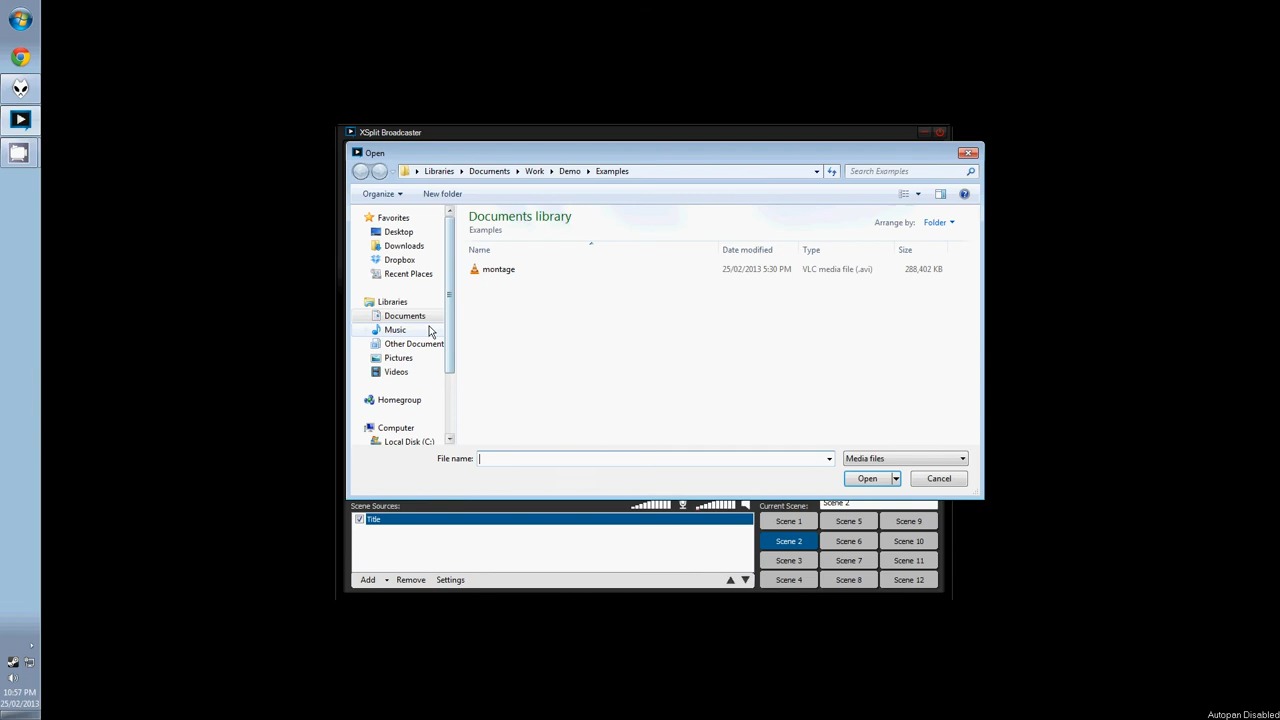 XSplit Broadcaster
Open
Libraries Documents Work Demo Examples
Search Examples
Organize New folder
Favorites
Desktop
Downloads
Dropbox
Recent Places
Libraries
Documents
Music
Other Document
Pictures
Videos
Homegroup
Computer
Local Disk (C:)
Documents library
Examples
Arrange by: Folder
Name Date modified Type Size
montage 25/02/2013 5:30 PM VLC media file (.avi) 288,402 KB
File name: Media files
Open Cancel
Scene Sources: Current Scene: Scene 2
Title
Scene 1 Scene 5 Scene 9
Scene 2 Scene 6 Scene 10
Scene 3 Scene 7 Scene 11
Scene 4 Scene 8 Scene 12
Add Remove Settings
10:57 PM
25/02/2013
Autopan Disabled